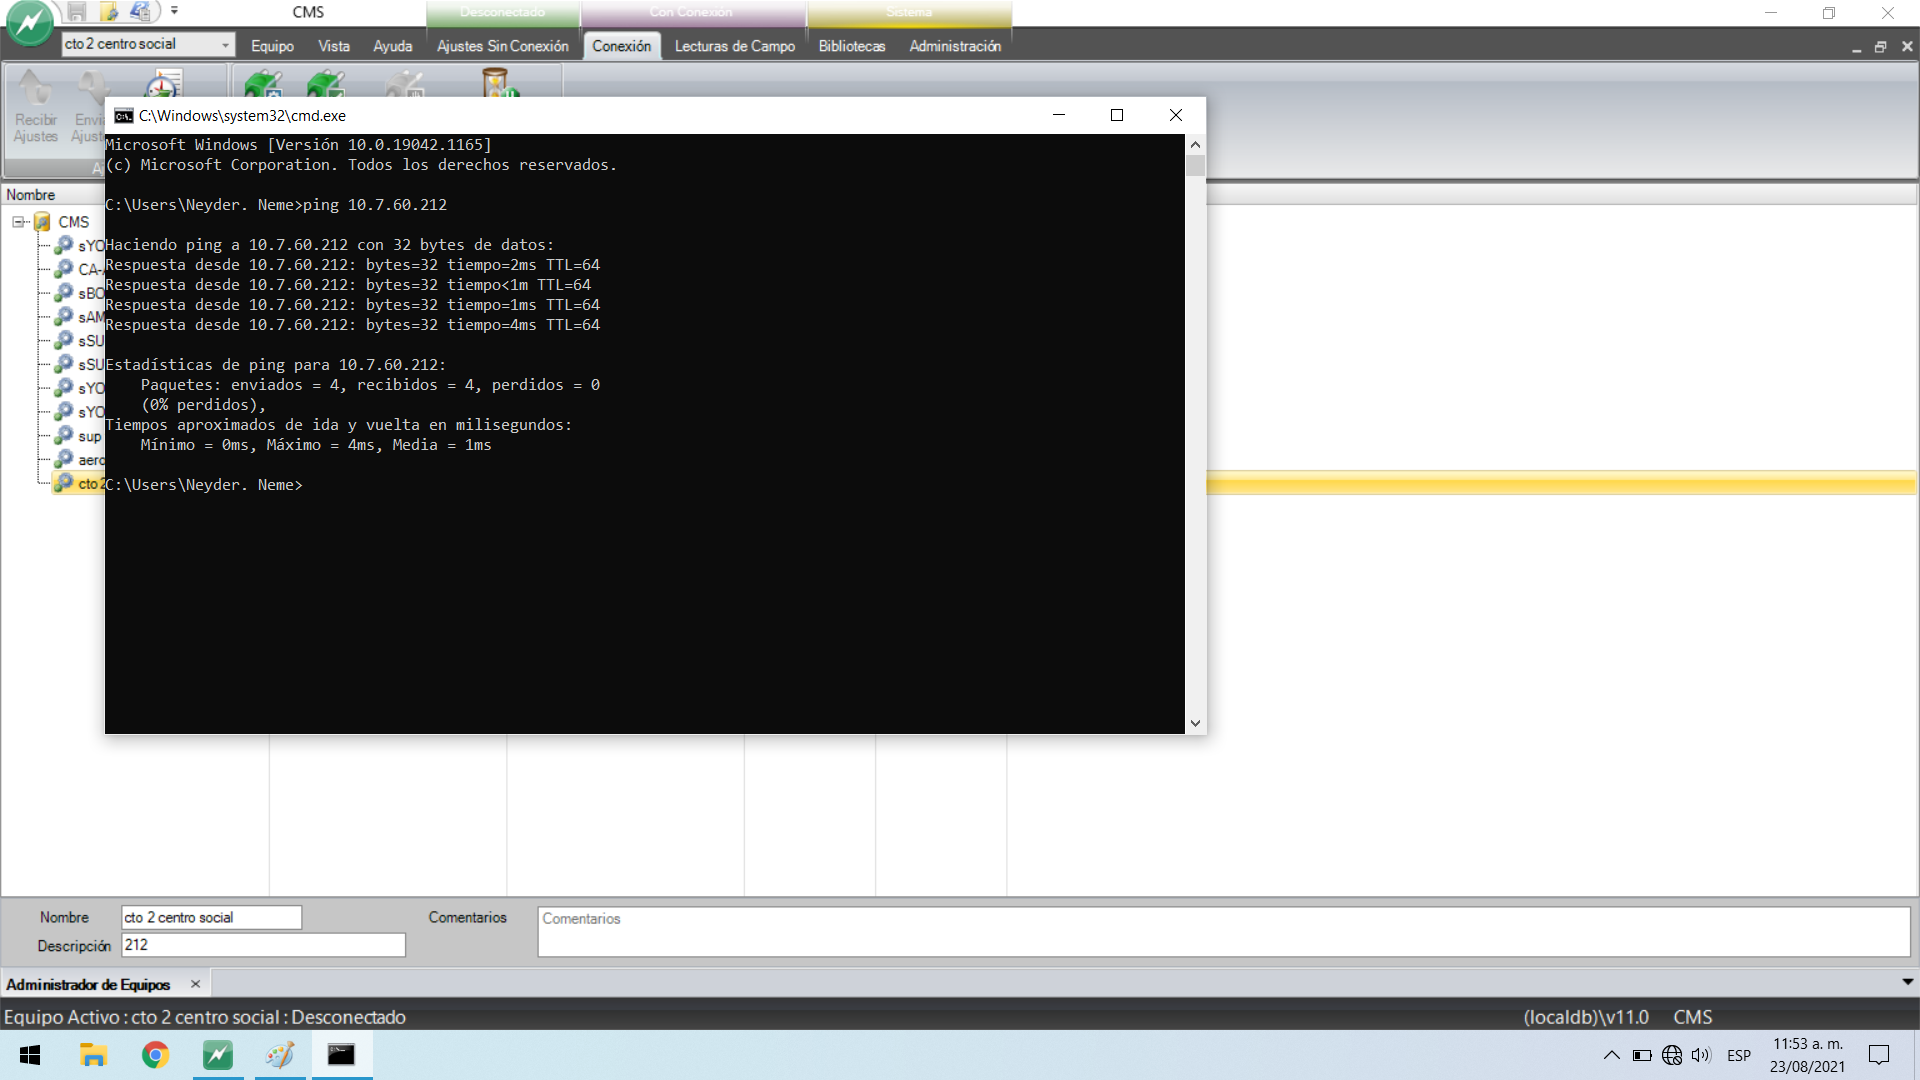 CMS
Desconectado
Con Conexión
Sistema
cto 2 centro social
Equipo
Vista
Ayuda
Ajustes Sin Conexión
Conexión
Lecturas de Campo
Bibliotecas
Administración
Recibir
Ajustes
C:\Windows\system32\cmd.exe
Microsoft Windows [Versión 10.0.19042.1165]
(c) Microsoft Corporation. Todos los derechos reservados.
C:\Users\Neyder. Neme>ping 10.7.60.212
Haciendo ping a 10.7.60.212 con 32 bytes de datos:
Respuesta desde 10.7.60.212: bytes=32 tiempo=2ms TTL=64
Respuesta desde 10.7.60.212: bytes=32 tiempo<1m TTL=64
Respuesta desde 10.7.60.212: bytes=32 tiempo=1ms TTL=64
Respuesta desde 10.7.60.212: bytes=32 tiempo=4ms TTL=64
Estadísticas de ping para 10.7.60.212:
Paquetes: enviados = 4, recibidos = 4, perdidos = 0
(0% perdidos),
Tiempos aproximados de ida y vuelta en milisegundos:
Mínimo = 0ms, Máximo = 4ms, Media = 1ms
C:\Users\Neyder. Neme>
Nombre
CMS
sYO
CA-
sBO
sAM
sSU
sSU
sYO
sYO
sup
aero
cto 2
Nombre
cto 2 centro social
Comentarios
Comentarios
Descripción
212
Administrador de Equipos
Equipo Activo : cto 2 centro social : Desconectado
(localdb)\v11.0
CMS
ESP
11:53 a. m.
23/08/2021